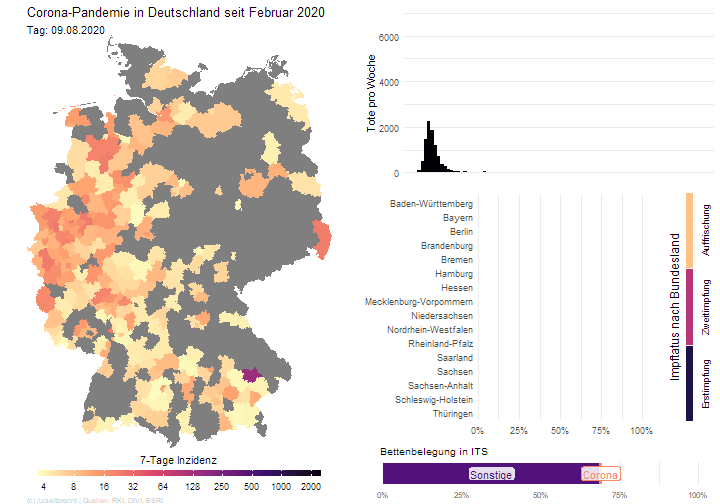 Corona-Pandemie in Deutschland seit Februar 2020
Tag: 09.08.2020
7-Tage Inzidenz
4 8 16 32 64 128 250 500 1000 2000
(c) /u/zeitbrennt | Quellen: RKI, DIVI, ESRI
Tote pro Woche
6000
4000
2000
0
Baden-Württemberg
Bayern
Berlin
Brandenburg
Bremen
Hamburg
Hessen
Mecklenburg-Vorpommern
Niedersachsen
Nordrhein-Westfalen
Rheinland-Pfalz
Saarland
Sachsen
Sachsen-Anhalt
Schleswig-Holstein
Thüringen
0% 25% 50% 75% 100%
Impfstatus nach Bundesland
Auffrischung
Zweitimpfung
Erstimpfung
Bettenbelegung in ITS
Sonstige Corona
0% 25% 50% 75% 100%